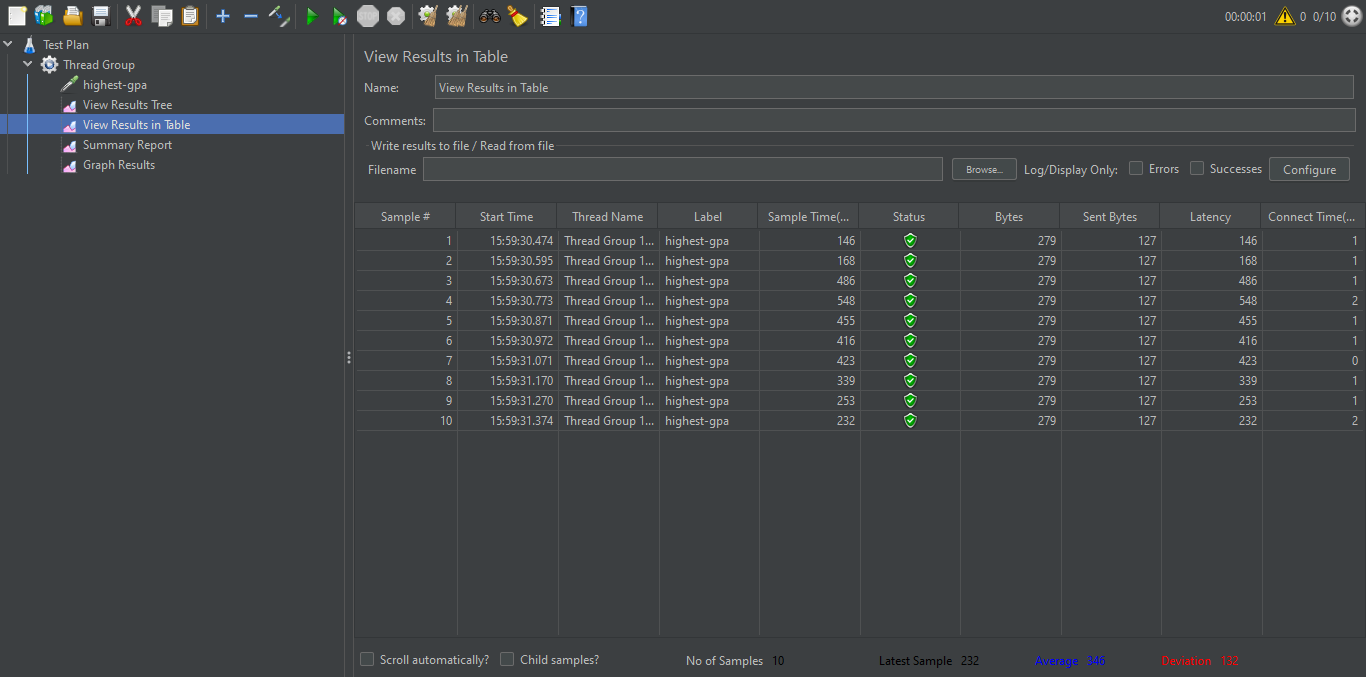 00:00:01 0 0/10
Test Plan
Thread Group
highest-gpa
View Results Tree
View Results in Table
Summary Report
Graph Results
View Results in Table
Name: View Results in Table
Comments:
Write results to file / Read from file
Filename Browse... Log/Display Only: Errors Successes Configure
Sample # Start Time Thread Name Label Sample Time(... Status Bytes Sent Bytes Latency Connect Time(...
1 15:59:30.474 Thread Group 1... highest-gpa 146 279 127 146 1
2 15:59:30.595 Thread Group 1... highest-gpa 168 279 127 168 1
3 15:59:30.673 Thread Group 1... highest-gpa 486 279 127 486 1
4 15:59:30.773 Thread Group 1... highest-gpa 548 279 127 548 2
5 15:59:30.871 Thread Group 1... highest-gpa 455 279 127 455 1
6 15:59:30.972 Thread Group 1... highest-gpa 416 279 127 416 1
7 15:59:31.071 Thread Group 1... highest-gpa 423 279 127 423 0
8 15:59:31.170 Thread Group 1... highest-gpa 339 279 127 339 1
9 15:59:31.270 Thread Group 1... highest-gpa 253 279 127 253 1
10 15:59:31.374 Thread Group 1... highest-gpa 232 279 127 232 2
Scroll automatically? Child samples? No of Samples 10 Latest Sample 232 Average 346 Deviation 132